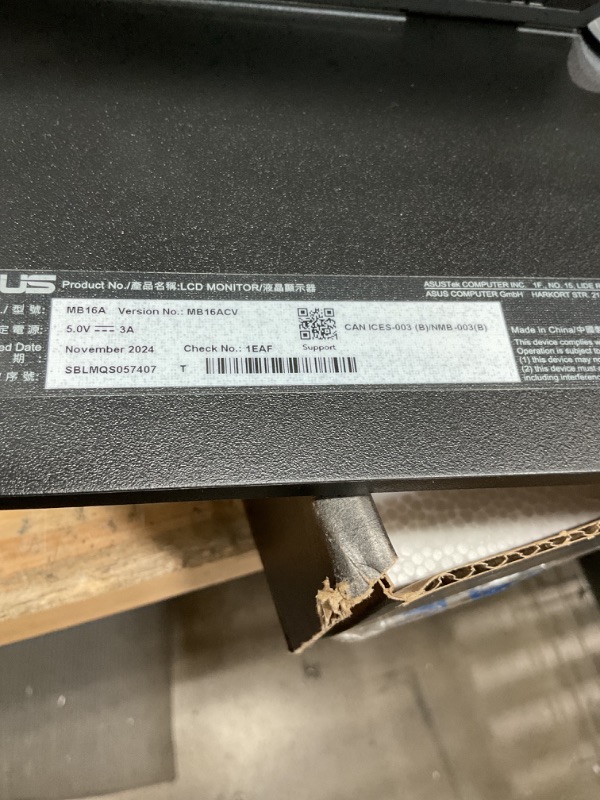 US Product No./產品名稱:LCD MONITOR/液晶顯示器
ASUSTek COMPUTER INC. 1F., NO. 15, LIDE R
ASUS COMPUTER GmbH HARKORT STR. 21
/型 號: MB16A Version No.: MB16ACV
定電源: 5.0V ⎓ 3A
ed Date November 2024 Check No.: 1EAF
期:
序號: SBLMQS057407 T
Support
CAN ICES-003 (B)/NMB-003(B)
Made in China/中國
This device complies w
Operation is subject to
(1) this device may no
(2) this device must
including interference